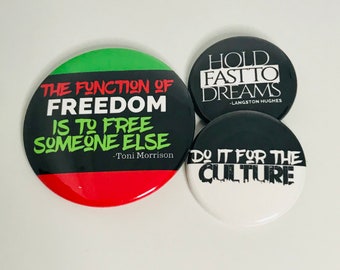 THE FUNCTION OF
FREEDOM
IS TO FREE
SOMEONE ELSE
-Toni Morrison
HOLD
FAST TO
DREAMS
-LANGSTON HUGHES
DO IT FOR THE
CULTURE